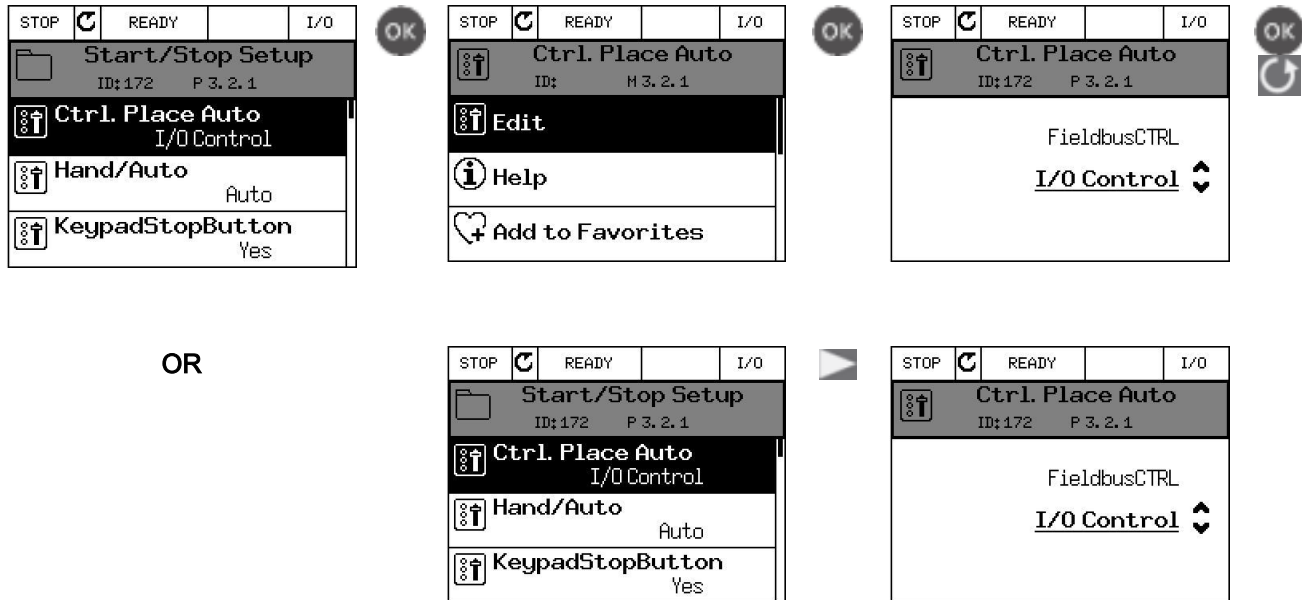 STOP READY I/O
Start/Stop Setup
ID:172 P3.2.1
Ctrl. Place Auto
I/O Control
Hand/Auto
Auto
KeypadStopButton
Yes
OK
STOP READY I/O
Ctrl. Place Auto
ID: M3.2.1
Edit
Help
Add to Favorites
OK
STOP READY I/O
Ctrl. Place Auto
ID:172 P3.2.1
FieldbusCTRL
I/O Control
OK
OR
STOP READY I/O
Start/Stop Setup
ID:172 P3.2.1
Ctrl. Place Auto
I/O Control
Hand/Auto
Auto
KeypadStopButton
Yes
STOP READY I/O
Ctrl. Place Auto
ID:172 P3.2.1
FieldbusCTRL
I/O Control